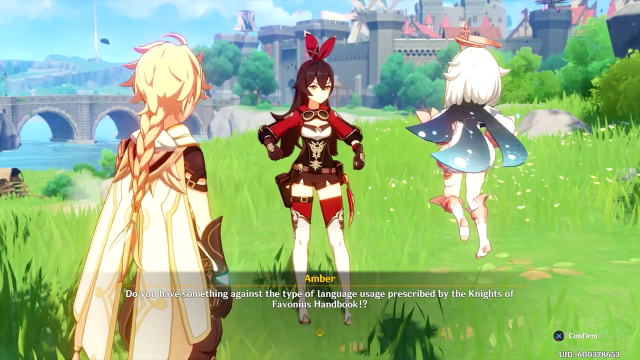 Amber
Do you have something against the type of language usage prescribed by the Knights of
Favonius Handbook!?
Confirm
UID: 600378653